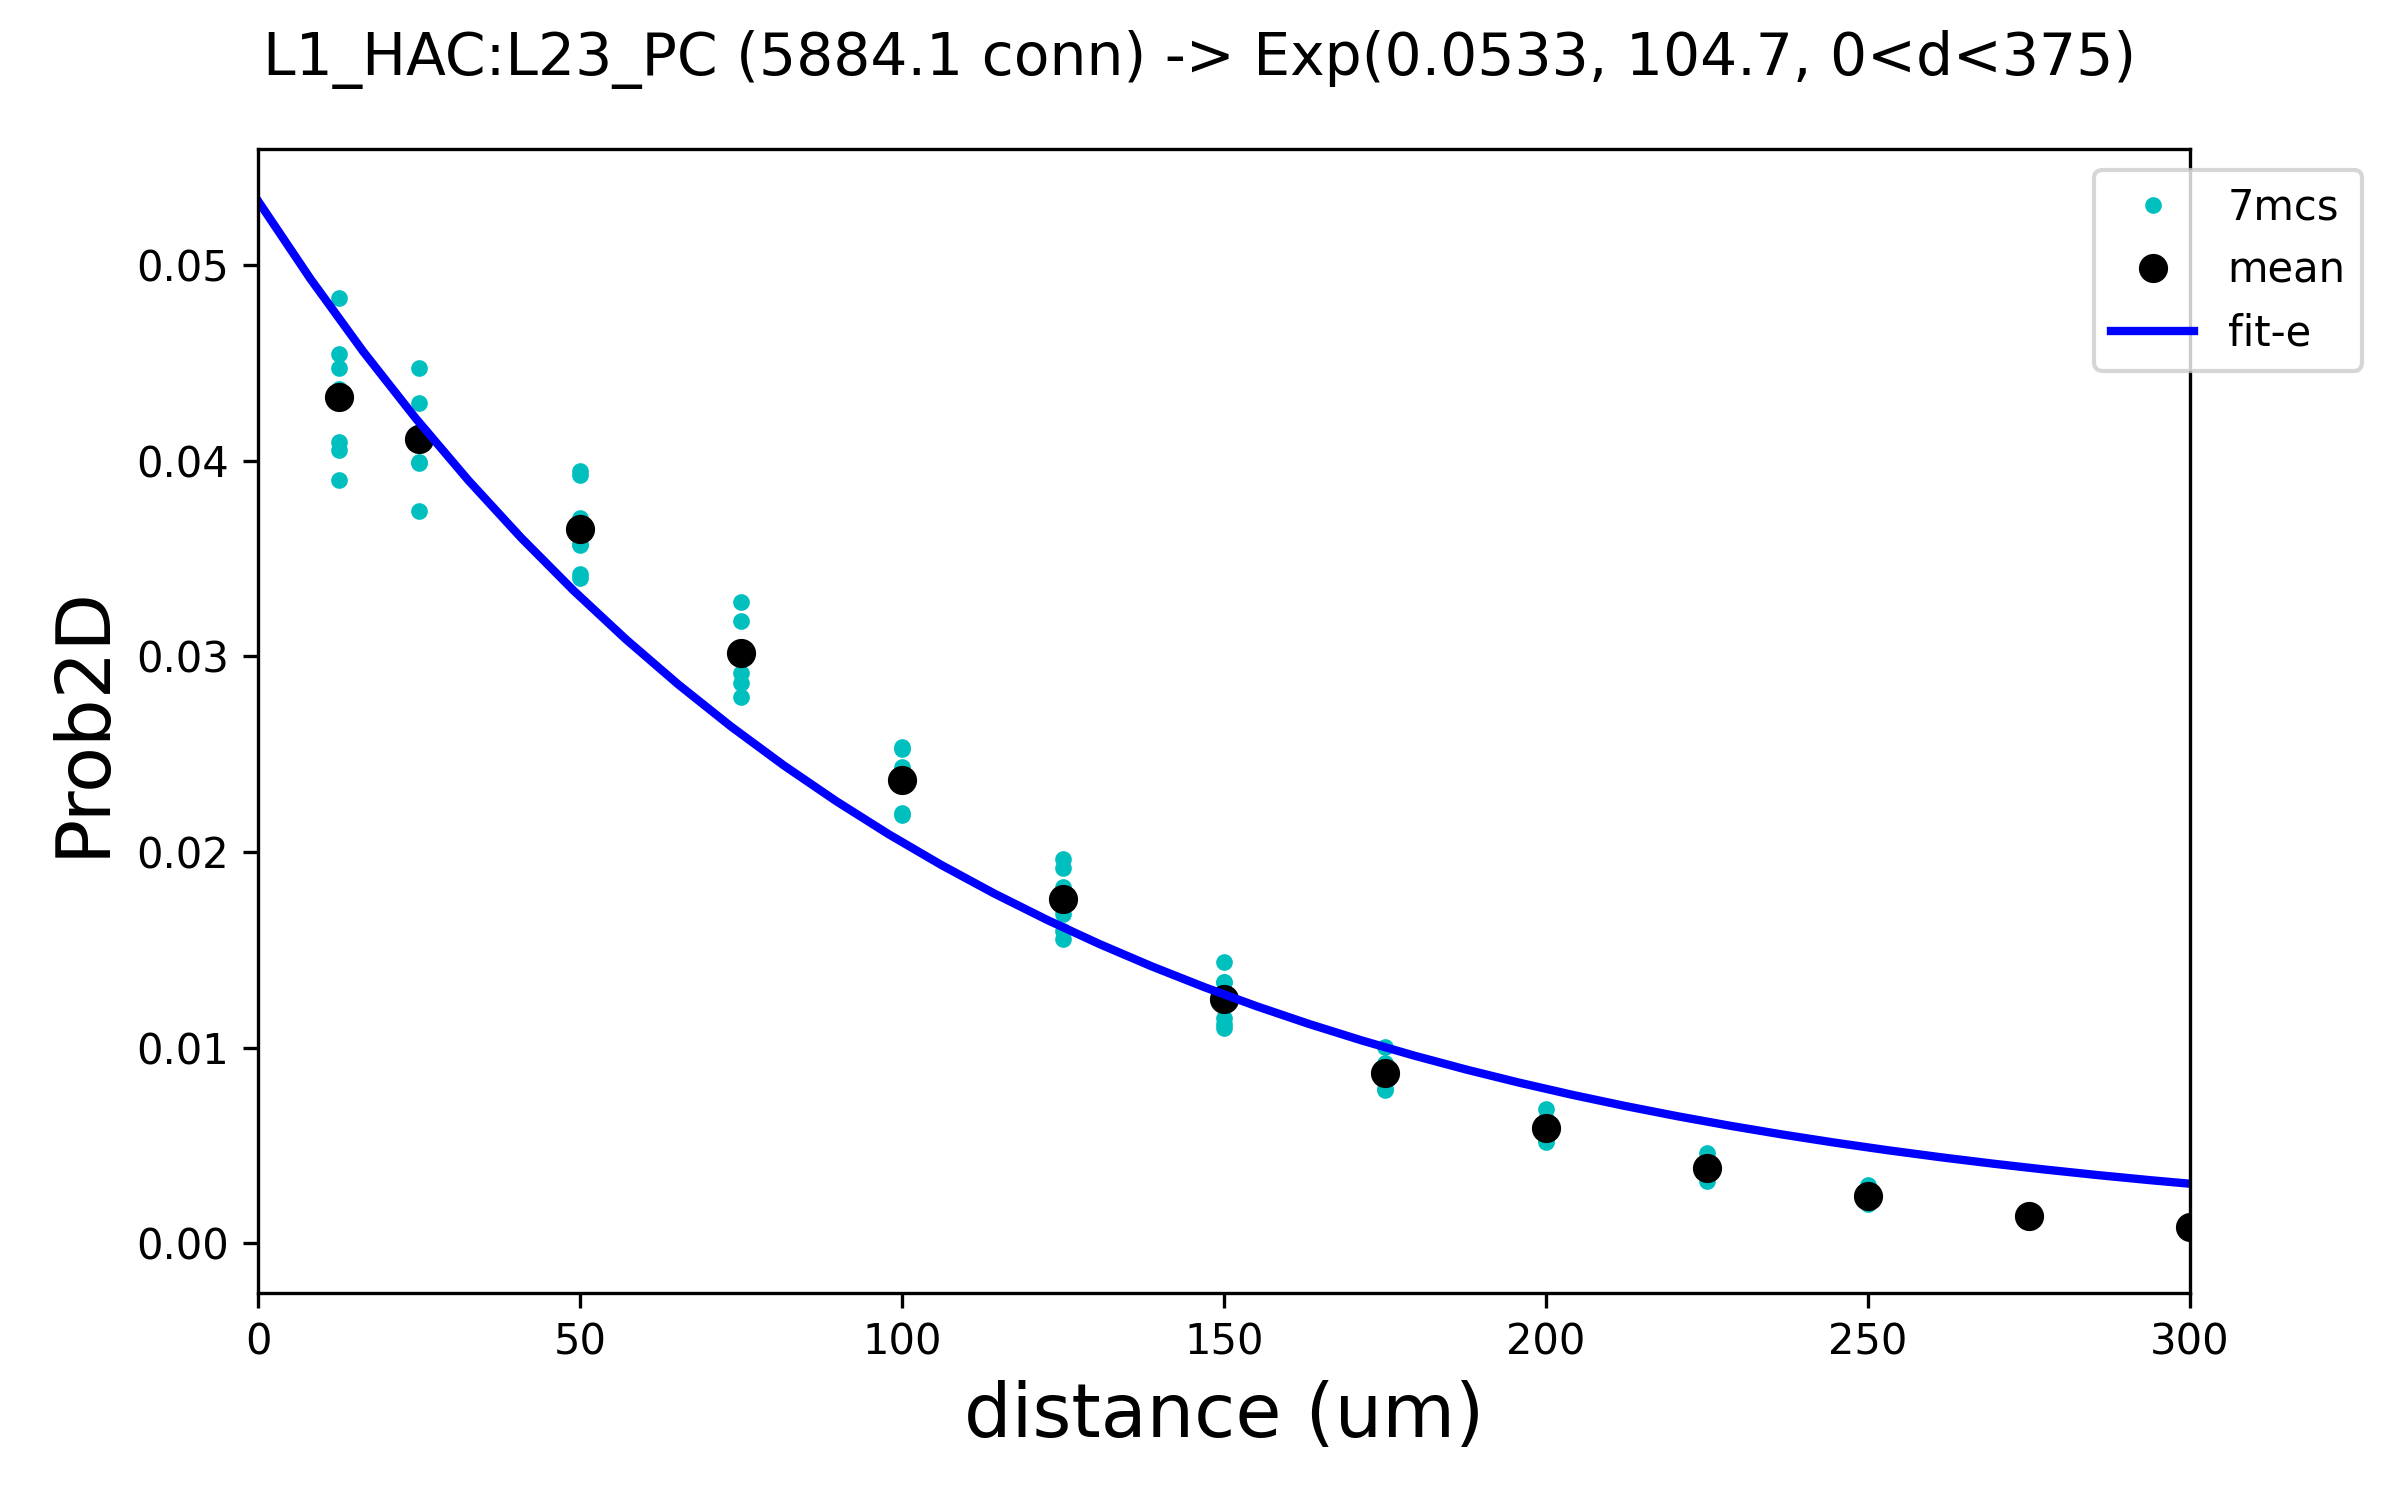 L1_HAC:L23_PC (5884.1 conn) -> Exp(0.0533, 104.7, 0<d<375)
7mcs
mean
fit-e
0.05
0.04
0.03
0.02
0.01
0.00
Prob2D
0 50 100 150 200 250 300
distance (um)